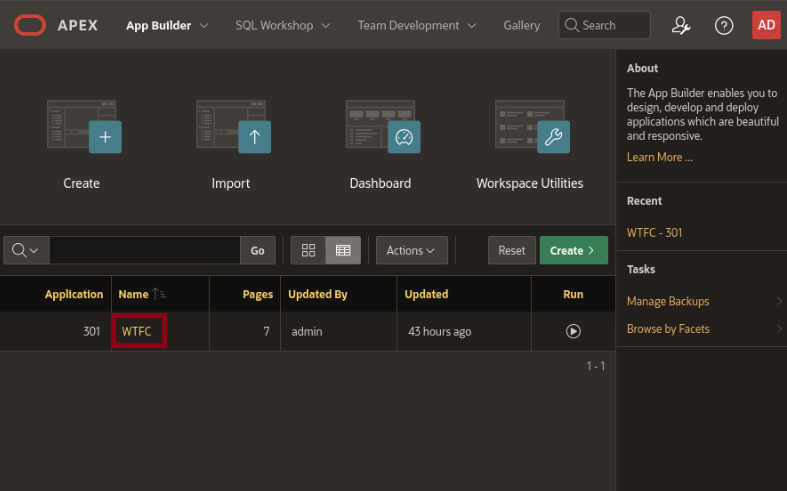 APEX App Builder SQL Workshop Team Development Gallery Search AD
Create Import Dashboard Workspace Utilities
Go Actions Reset Create
Application Name Pages Updated By Updated Run
301 WTFC 7 admin 43 hours ago
1 - 1
About
The App Builder enables you to
design, develop and deploy
applications which are beautiful
and responsive.
Learn More ...
Recent
WTFC - 301
Tasks
Manage Backups
Browse by Facets